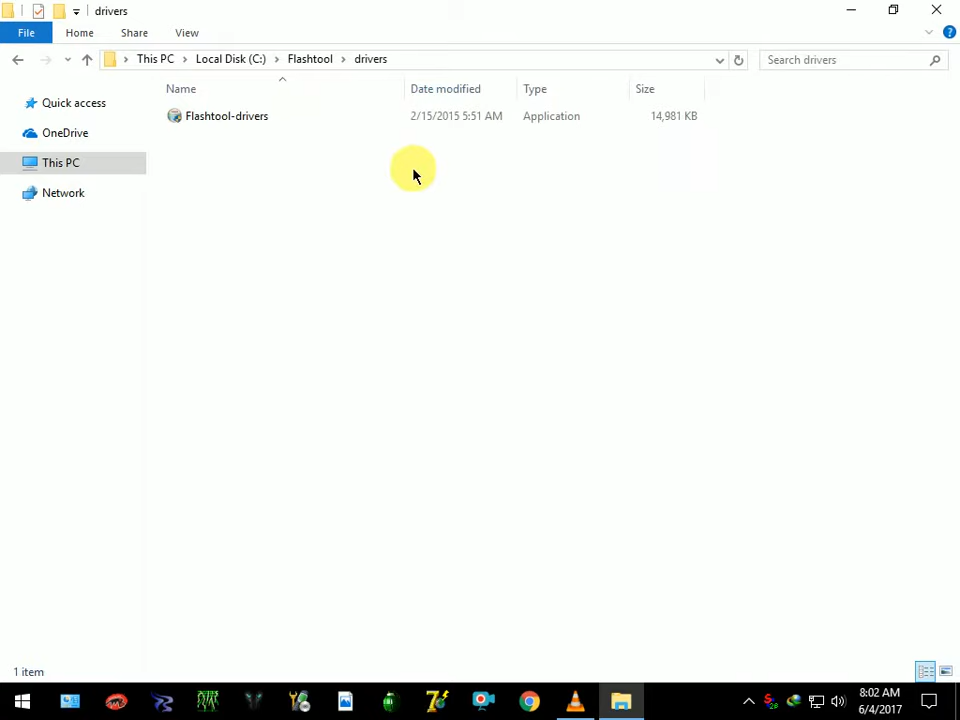 drivers
File Home Share View
This PC Local Disk (C:) Flashtool drivers
Search drivers
Name Date modified Type Size
Flashtool-drivers 2/15/2015 5:51 AM Application 14,981 KB
Quick access
OneDrive
This PC
Network
1 item
8:02 AM
6/4/2017